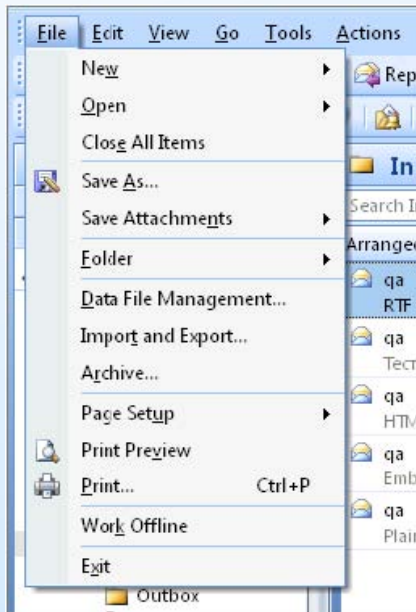 File Edit View Go Tools Actions
New
Open
Close All Items
Save As...
Save Attachments
Folder
Data File Management...
Import and Export...
Archive...
Page Setup
Print Preview
Print... Ctrl+P
Work Offline
Exit
Rep
In
Search I
Arranged
qa
RTF
qa
Тест
qa
HTM
qa
Emb
qa
Plai
Outbox